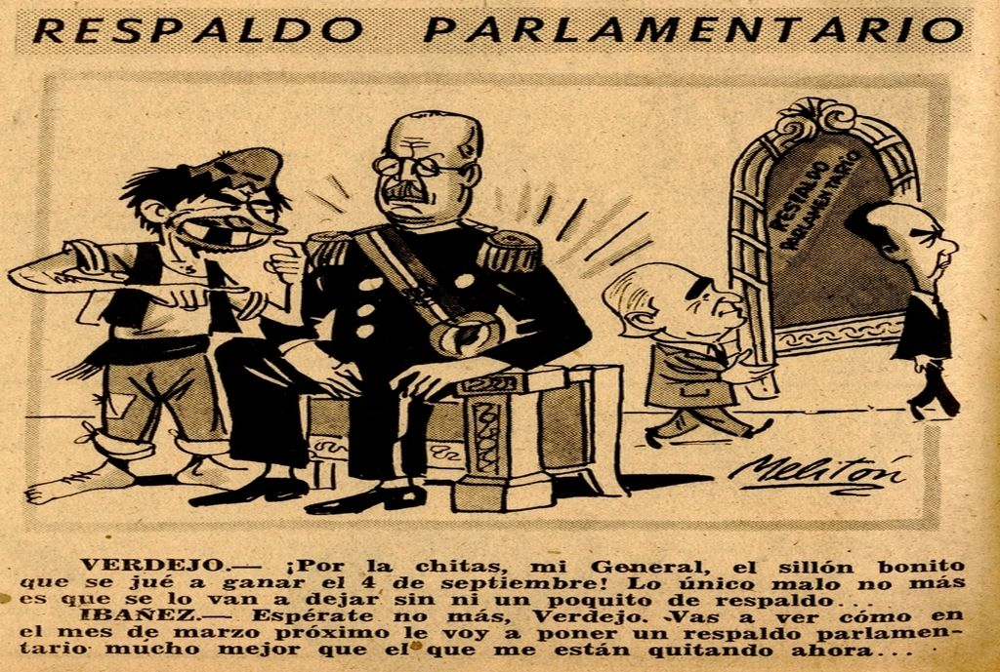 RESPALDO PARLAMENTARIO
RESPALDO
PARLAMENTARIO
Melitón
VERDEJO.— ¡Por la chitas, mi General, el sillón bonito
que se jué a ganar el 4 de septiembre! Lo único malo no más
es que se lo van a dejar sin ni un poquito de respaldo...
IBAÑEZ.— Espérate no más, Verdejo. Vas a ver cómo en
el mes de marzo próximo le voy a poner un respaldo parlamen-
tario mucho mejor que el que me están quitando ahora...